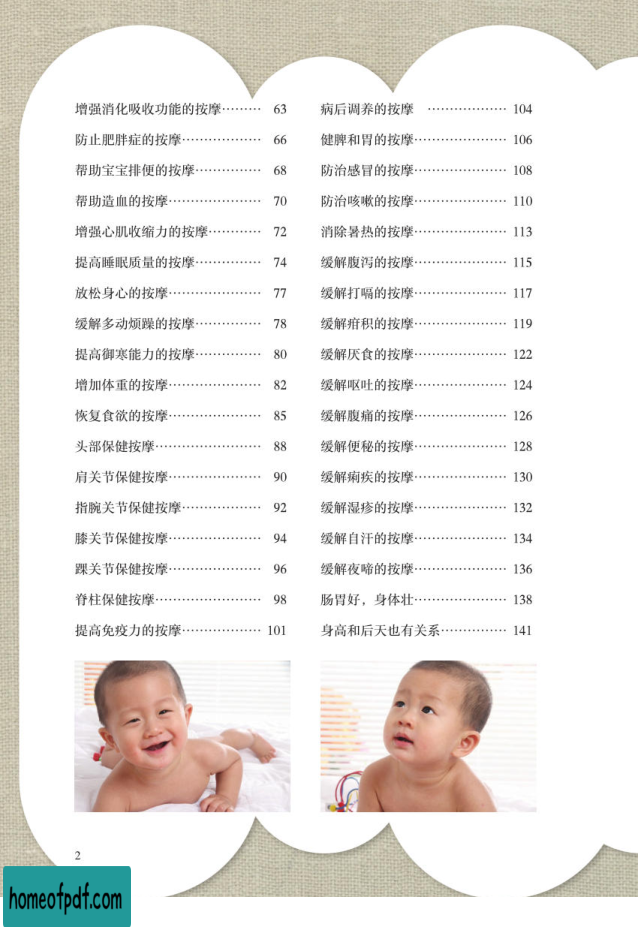 增强消化吸收功能的按摩……… 63
防止肥胖症的按摩……………… 66
帮助宝宝排便的按摩…………… 68
帮助造血的按摩………………… 70
增强心肌收缩力的按摩………… 72
提高睡眠质量的按摩…………… 74
放松身心的按摩………………… 77
缓解多动烦躁的按摩…………… 78
提高御寒能力的按摩…………… 80
增加体重的按摩………………… 82
恢复食欲的按摩………………… 85
头部保健按摩…………………… 88
肩关节保健按摩………………… 90
指腕关节保健按摩……………… 92
膝关节保健按摩………………… 94
踝关节保健按摩………………… 96
脊柱保健按摩…………………… 98
提高免疫力的按摩……………… 101
病后调养的按摩 ……………… 104
健脾和胃的按摩………………… 106
防治感冒的按摩………………… 108
防治咳嗽的按摩………………… 110
消除暑热的按摩………………… 113
缓解腹泻的按摩………………… 115
缓解打嗝的按摩………………… 117
缓解疳积的按摩………………… 119
缓解厌食的按摩………………… 122
缓解呕吐的按摩………………… 124
缓解腹痛的按摩………………… 126
缓解便秘的按摩………………… 128
缓解痢疾的按摩………………… 130
缓解湿疹的按摩………………… 132
缓解自汗的按摩………………… 134
缓解夜啼的按摩………………… 136
肠胃好，身体壮………………… 138
身高和后天也有关系…………… 141
2
homeofpdf.com